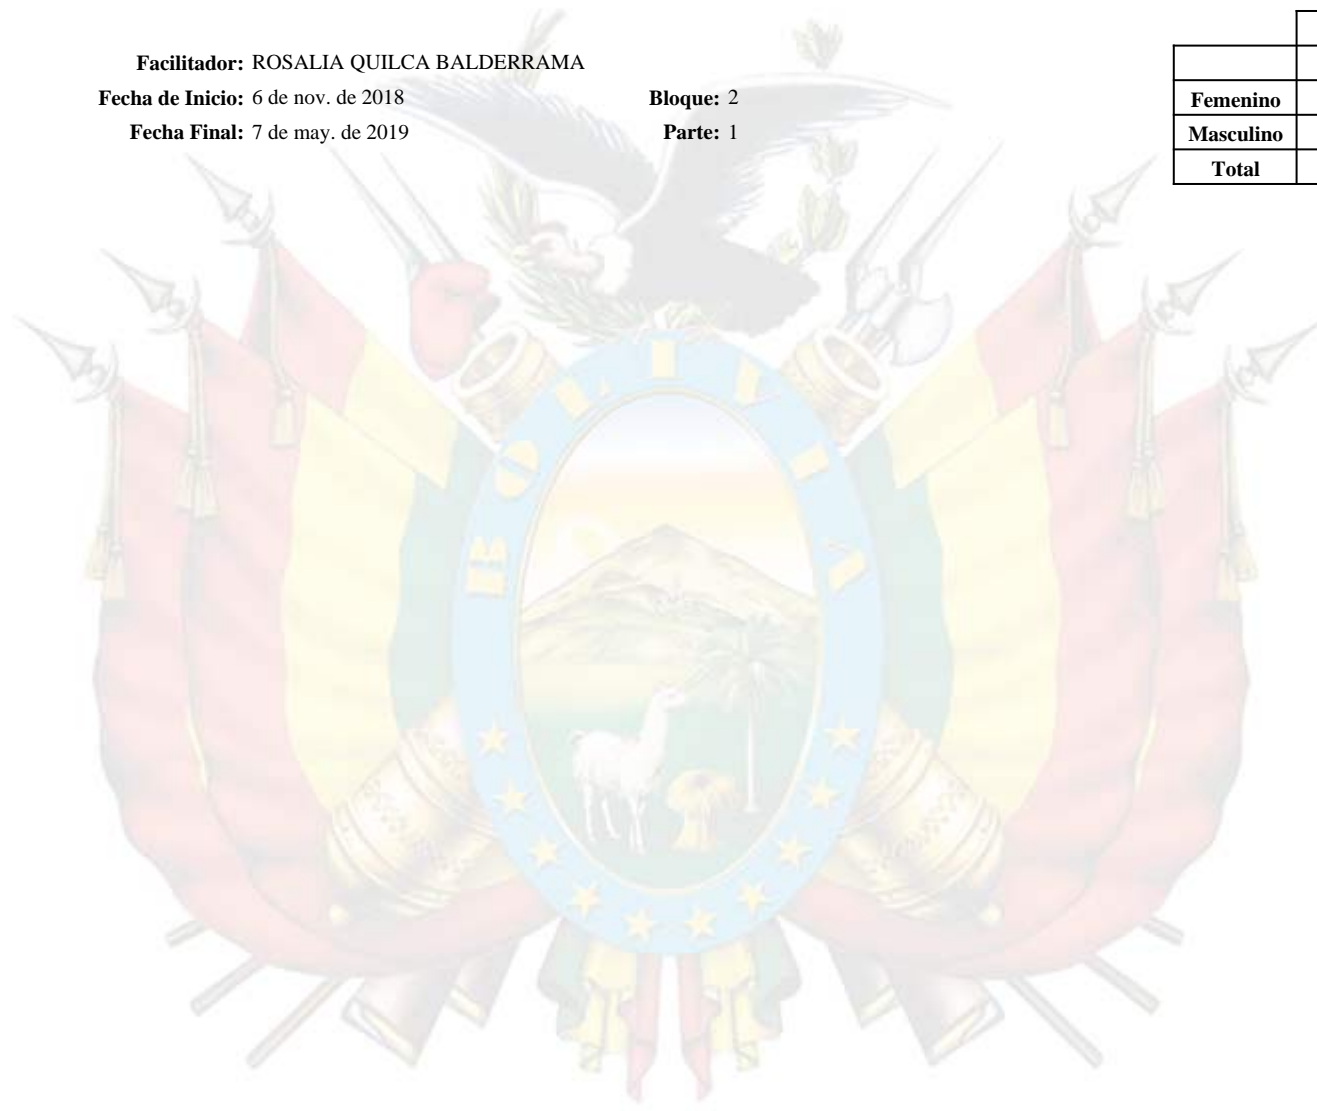 Facilitador: ROSALIA QUILCA BALDERRAMA
Fecha de Inicio: 6 de nov. de 2018 Bloque: 2
Fecha Final: 7 de may. de 2019 Parte: 1
Femenino
Masculino
Total
BOLIVIA